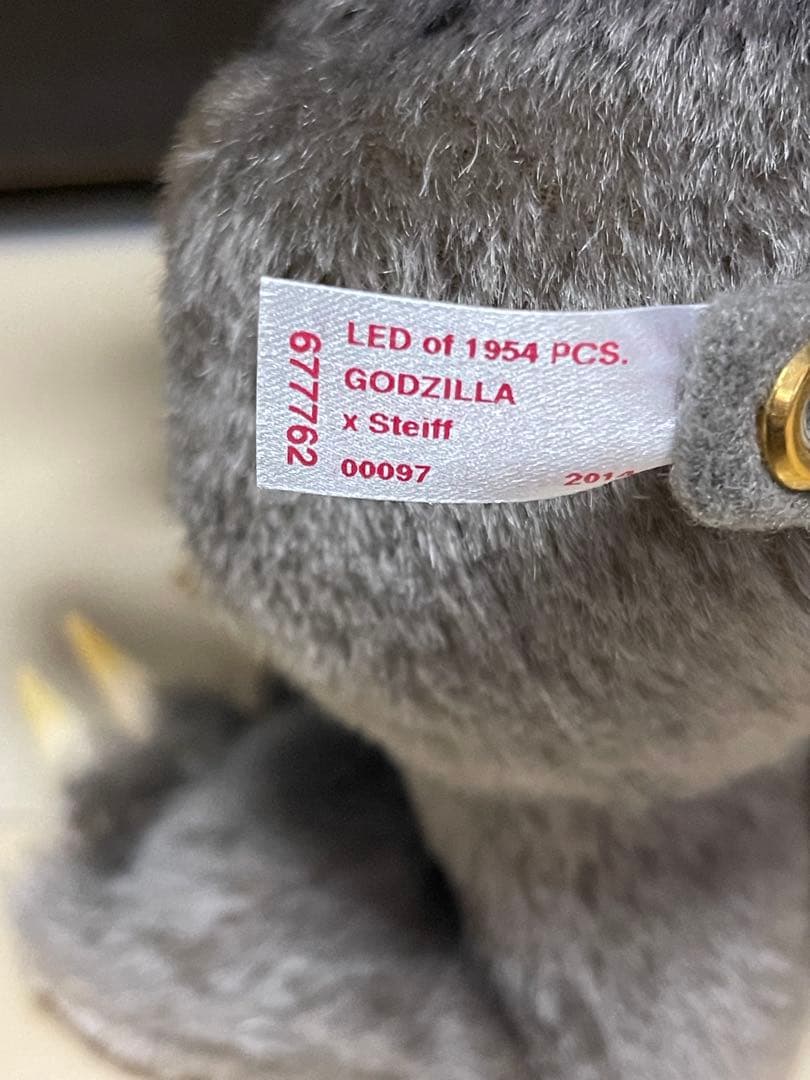 677762
LED of 1954 PCS.
GODZILLA
x Steiff
00097